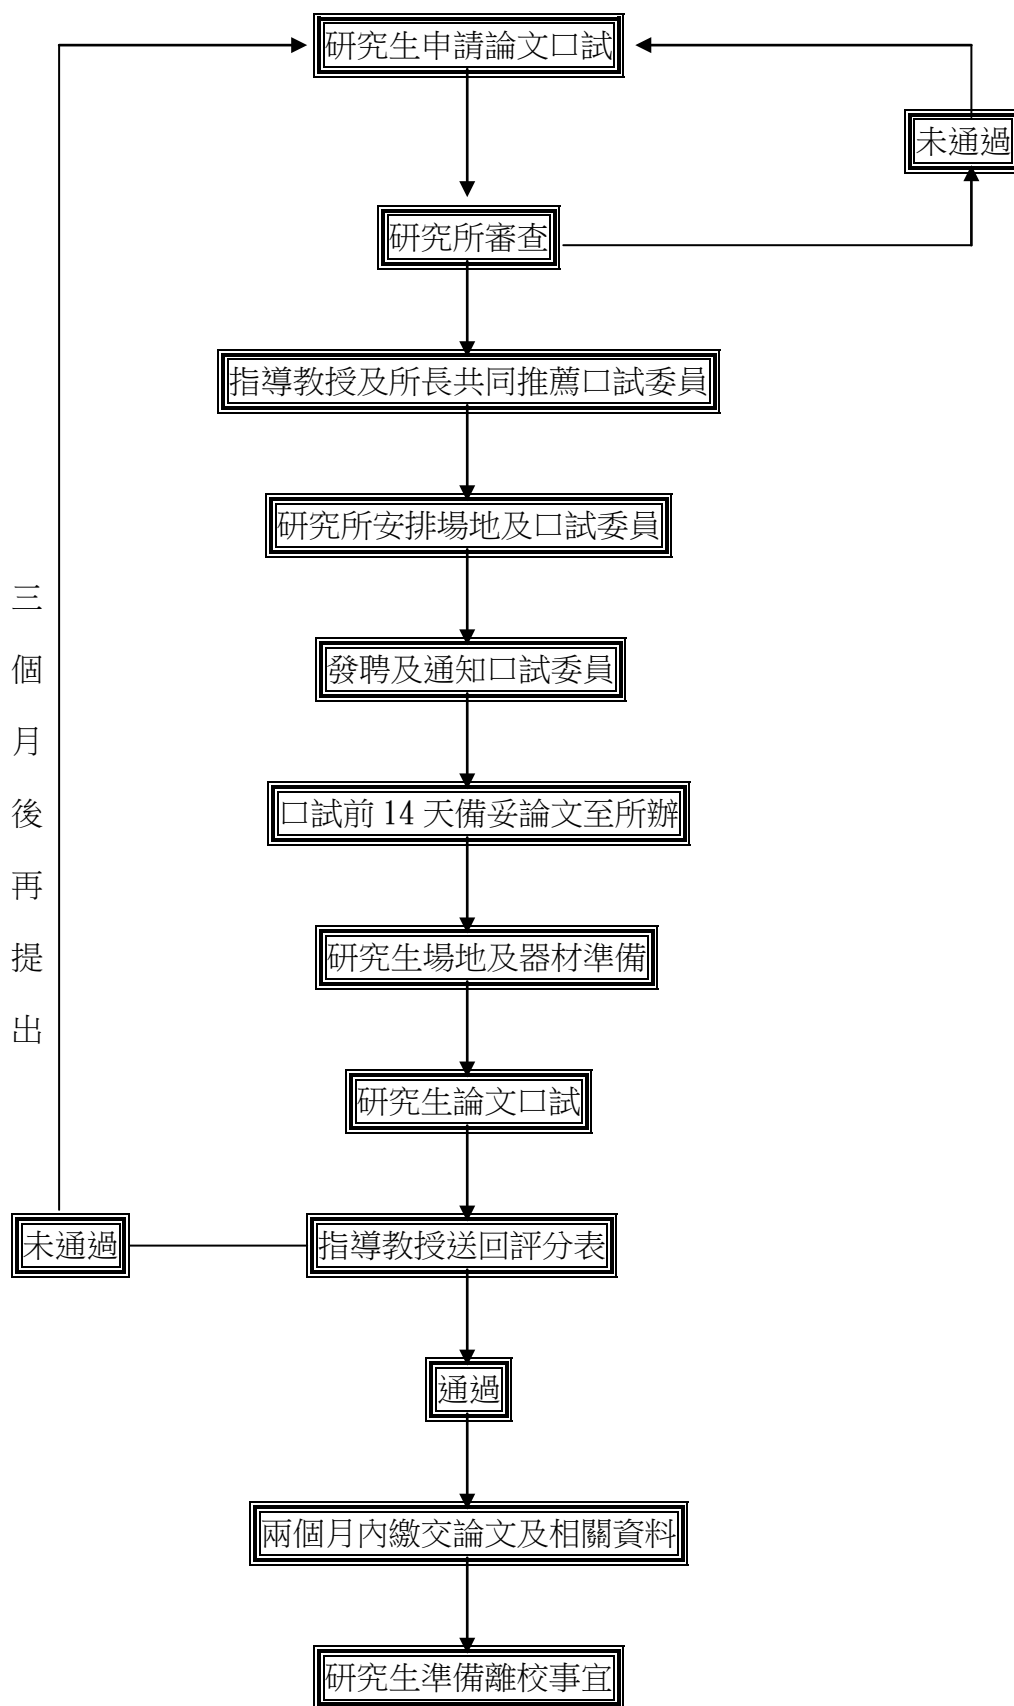 研究生申請論文口試
未通過
研究所審查
指導教授及所長共同推薦口試委員
研究所安排場地及口試委員
發聘及通知口試委員
口試前 14 天備妥論文至所辦
研究生場地及器材準備
研究生論文口試
三個月後再提出
未通過
指導教授送回評分表
通過
兩個月內繳交論文及相關資料
研究生準備離校事宜